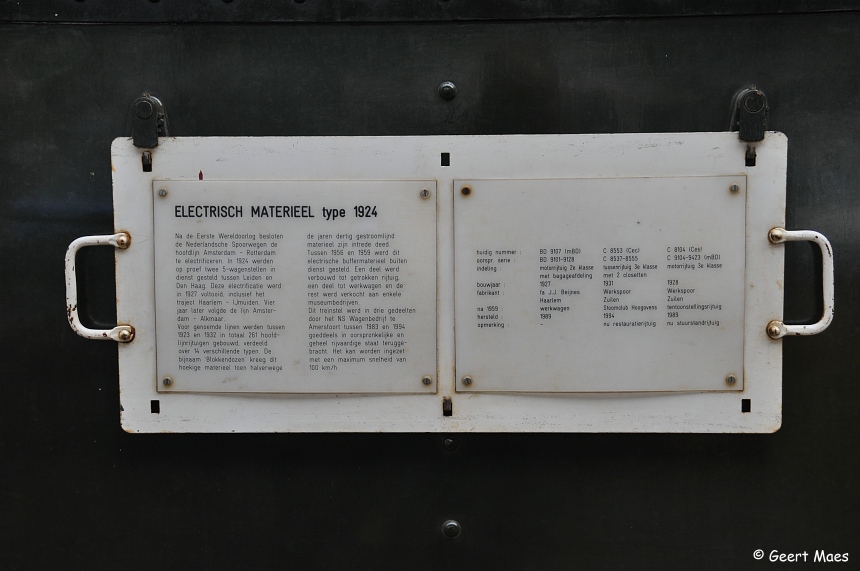 ELECTRISCH MATERIEEL type 1924
Na de Eerste Wereldoorlog besloten
de Nederlandsche Spoorwegen de
hoofdlijn Amsterdam - Rotterdam
te electrificeren. In 1924 werden
op proef twee 5-wagenstellen in
dienst gesteld tussen Leiden en
Den Haag. Deze electrificatie werd
in 1927 voltooid, inclusief het
traject Haarlem - IJmuiden. Vier
jaar later volgde de lijn Amster-
dam - Alkmaar.
Voor genoemde lijnen werden tussen
1923 en 1932 in totaal 261 hoofd-
lijnrijtuigen gebouwd, verdeeld
over 14 verschillende typen. De
bijnaam 'Blokkendozen' kreeg dit
hoekige materieel toen halverwege
de jaren dertig gestroomlijnd
materieel zijn intrede deed.
Tussen 1956 en 1959 werd dit
electrische buffermaterieel buiten
dienst gesteld. Een deel werd
verbouwd tot getrokken rijtuig,
een deel tot werkwagen en de
rest werd verkocht aan enkele
museumbedrijven.
Dit treinstel werd in drie gedeelten
door het NS Wagenbedrijf te
Amersfoort tussen 1983 en 1994
goeddeels in oorspronkelijke en
geheel rijvaardige staat terugge-
bracht. Het kan worden ingezet
met een maximum snelheid van
100 km/h
huidig nummer : BD 9107 (mBD) C 8553 (Cec) C 9104 (Ces)
oorspr. serie : BD 9101-9128 C 8537-8555 C 9104-9423 (mBD)
indeling : motorrijtuig 2e klasse tussenrijtuig 3e klasse motorrijtuig 3e klasse
met bagageafdeling met 2 closetten
bouwjaar : 1927 1931 1928
fabrikant : fa. J.J. Beijnes Werkspoor Werkspoor
Haarlem Zuilen Zuilen
na 1959 werkwagen Stoomclub Hoogovens tentoonstellingsrijtuig
hersteld 1989 1994 1989
opmerking - nu restauratierijtuig nu stuurstandrijtuig
© Geert Maes